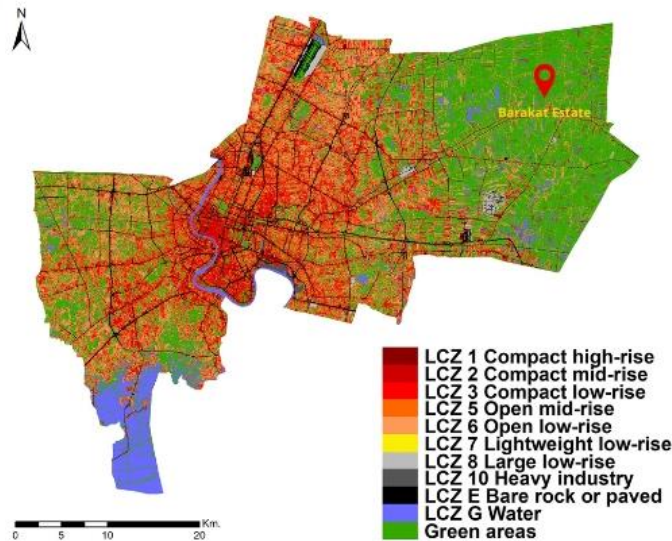 N
Barakat Estate
LCZ 1 Compact high-rise
LCZ 2 Compact mid-rise
LCZ 3 Compact low-rise
LCZ 5 Open mid-rise
LCZ 6 Open low-rise
LCZ 7 Lightweight low-rise
LCZ 8 Large low-rise
LCZ 10 Heavy industry
LCZ E Bare rock or paved
LCZ G Water
Green areas
0 5 10 20 Km.